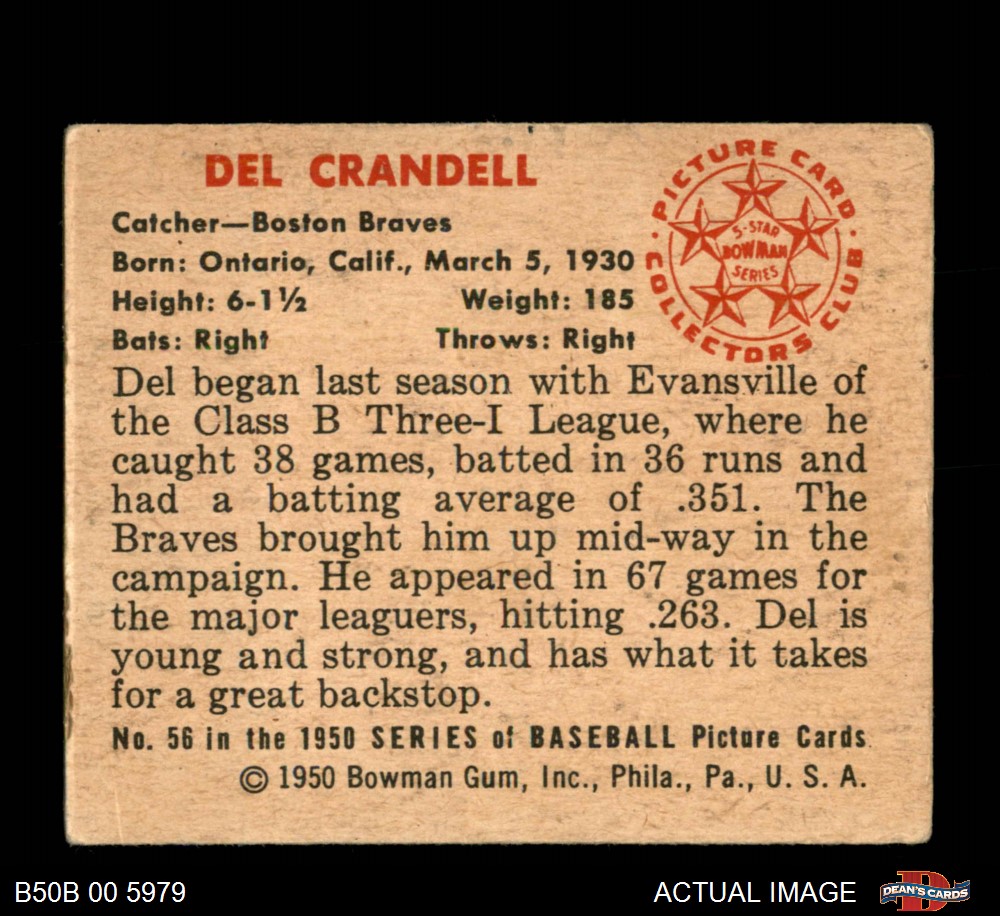 DEL CRANDELL
Catcher—Boston Braves
Born: Ontario, Calif., March 5, 1930
Height: 6-1½ Weight: 185
Bats: Right Throws: Right
PICTURE CARD
COLLECTORS CLUB
5-STAR
BOWMAN
SERIES
Del began last season with Evansville of
the Class B Three-I League, where he
caught 38 games, batted in 36 runs and
had a batting average of .351. The
Braves brought him up mid-way in the
campaign. He appeared in 67 games for
the major leaguers, hitting .263. Del is
young and strong, and has what it takes
for a great backstop.
No. 56 in the 1950 SERIES of BASEBALL Picture Cards
© 1950 Bowman Gum, Inc., Phila., Pa., U. S. A.
B50B 00 5979
ACTUAL IMAGE
DEAN'S CARDS